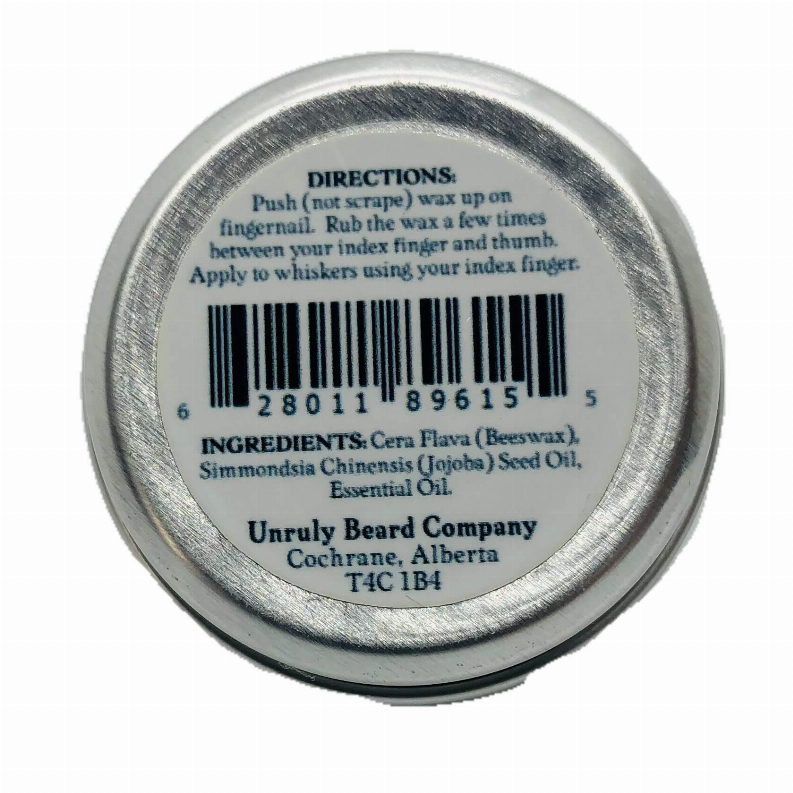 DIRECTIONS:
Push (not scrape) wax up on
fingernail. Rub the wax a few times
between your index finger and thumb.
Apply to whiskers using your index finger.
6 28011 89615 5
INGREDIENTS: Cera Flava (Beeswax),
Simmondsia Chinensis (Jojoba) Seed Oil,
Essential Oil.
Unruly Beard Company
Cochrane, Alberta
T4C 1B4